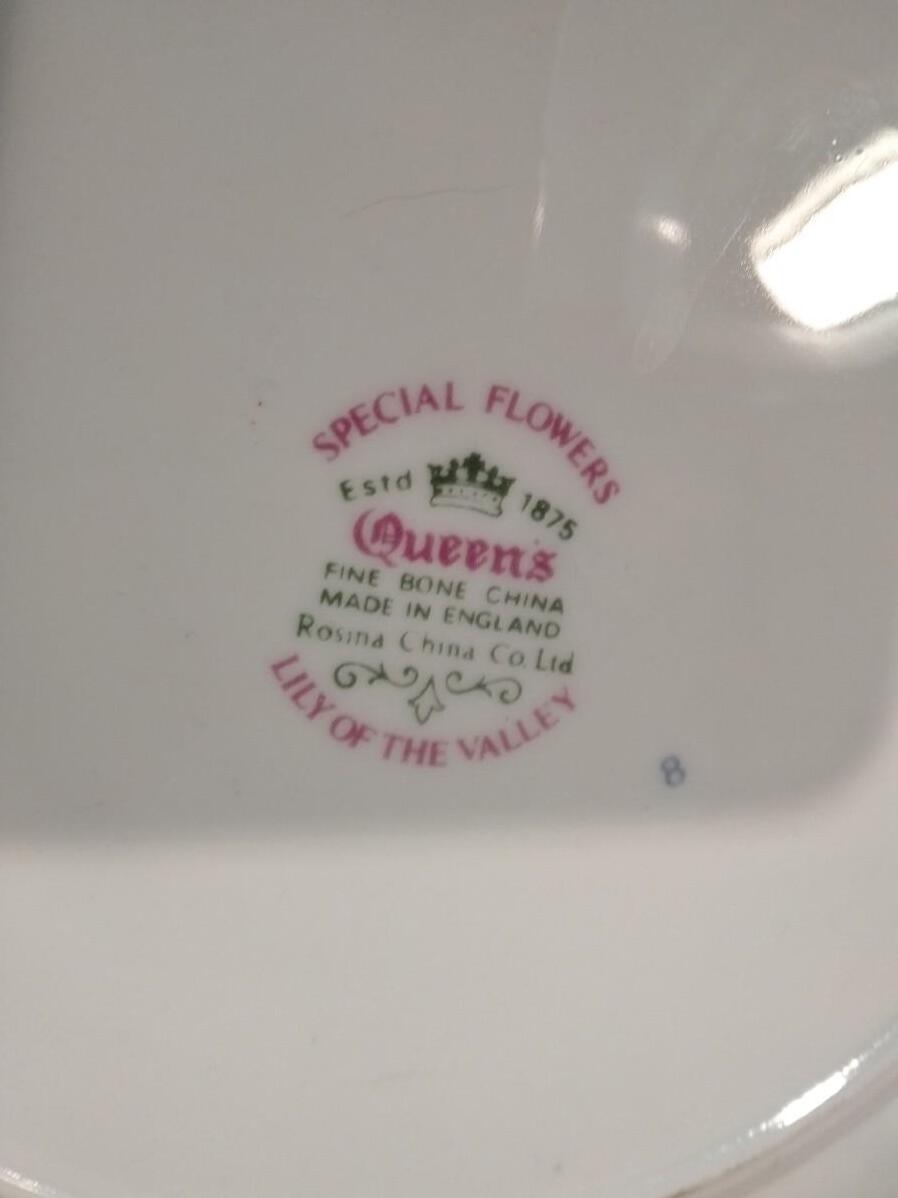 SPECIAL FLOWERS
Estd 1875
Queen's
FINE BONE CHINA
MADE IN ENGLAND
Rosina China Co. Ltd
LILY OF THE VALLEY
8